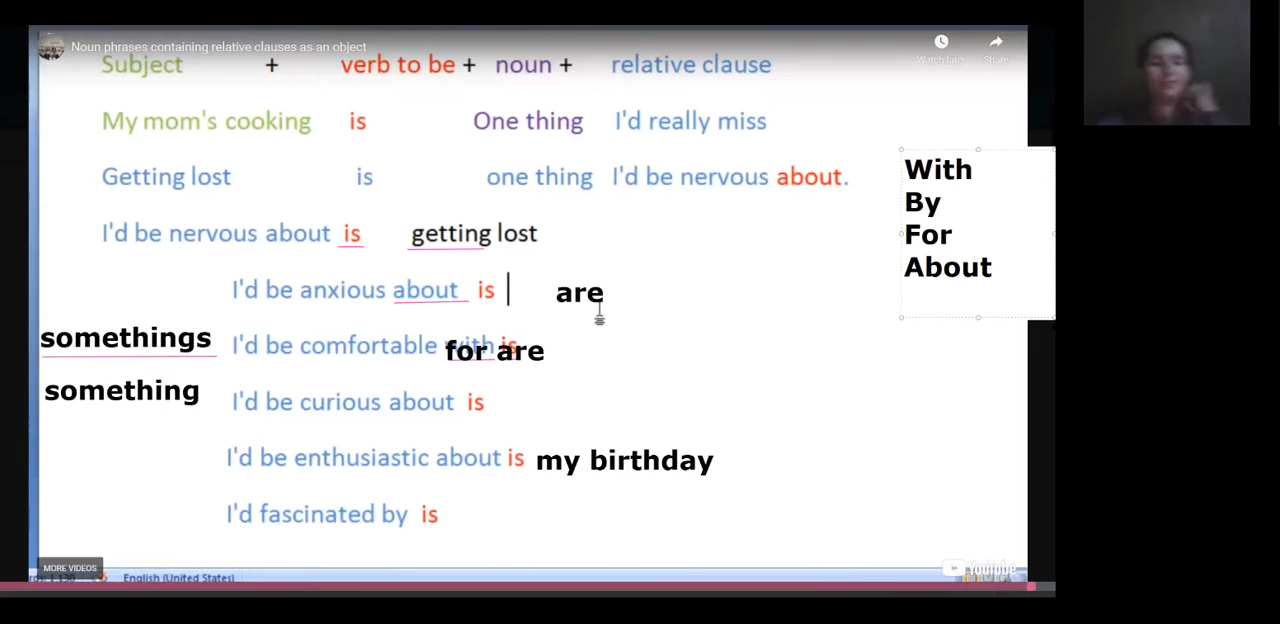 Noun phrases containing relative clauses as an object
Watch later Share
Subject + verb to be + noun + relative clause
My mom's cooking is One thing I'd really miss
Getting lost is one thing I'd be nervous about.
I'd be nervous about is getting lost
I'd be anxious about is are
somethings I'd be comfortable with is for are
something
I'd be curious about is
I'd be enthusiastic about is my birthday
I'd fascinated by is
With
By
For
About
MORE VIDEOS
English (United States)
YouTube